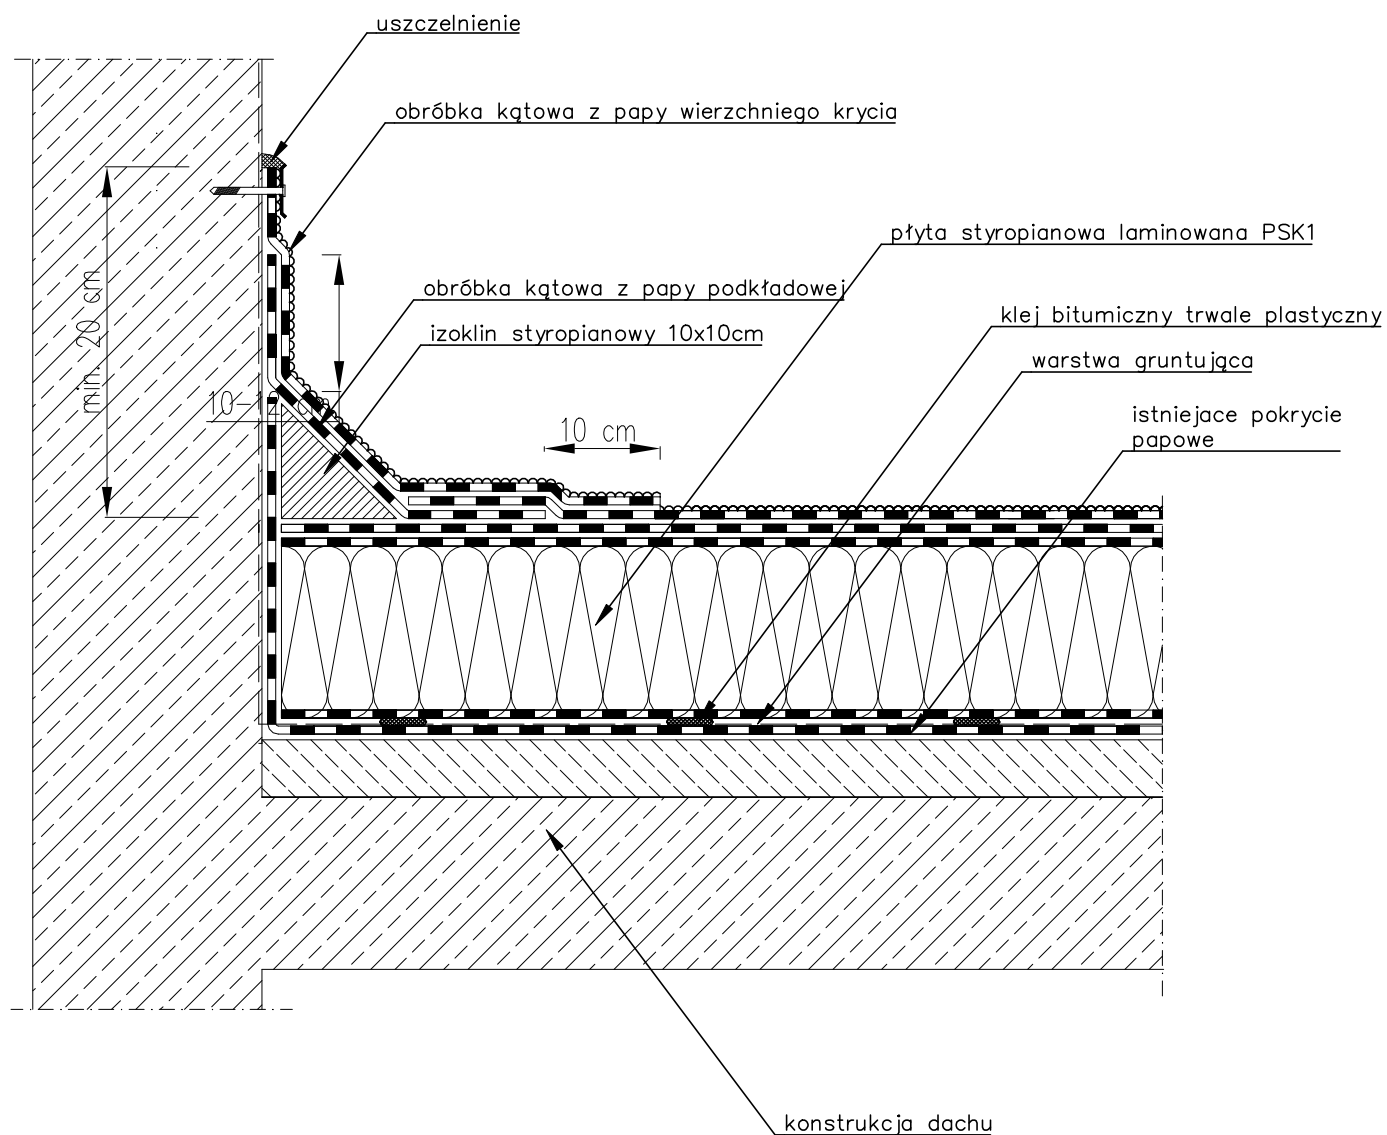 uszczelnienie
obróbka kątowa z papy wierzchniego krycia
płyta styropianowa laminowana PSK1
obróbka kątowa z papy podkładowej
klej bitumiczny trwale plastyczny
izoklin styropianowy 10x10cm
warstwa gruntująca
min. 20 cm
istniejace pokrycie
papowe
10 cm
konstrukcja dachu